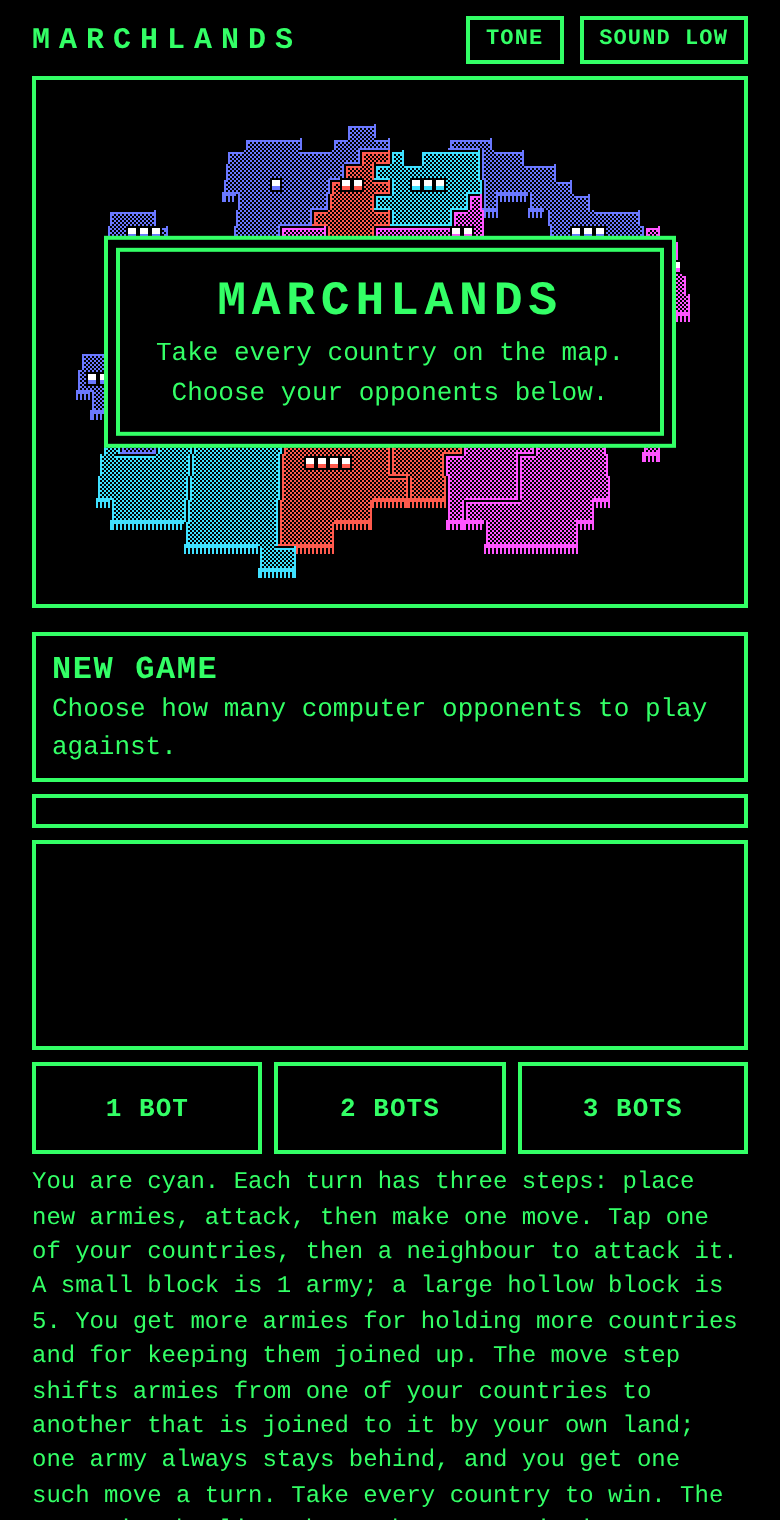 MARCHLANDS
TONE
SOUND LOW
MARCHLANDS
Take every country on the map.
Choose your opponents below.
NEW GAME
Choose how many computer opponents to play
against.
1 BOT
2 BOTS
3 BOTS
You are cyan. Each turn has three steps: place
new armies, attack, then make one move. Tap one
of your countries, then a neighbour to attack it.
A small block is 1 army; a large hollow block is
5. You get more armies for holding more countries
and for keeping them joined up. The move step
shifts armies from one of your countries to
another that is joined to it by your own land;
one army always stays behind, and you get one
such move a turn. Take every country to win. The